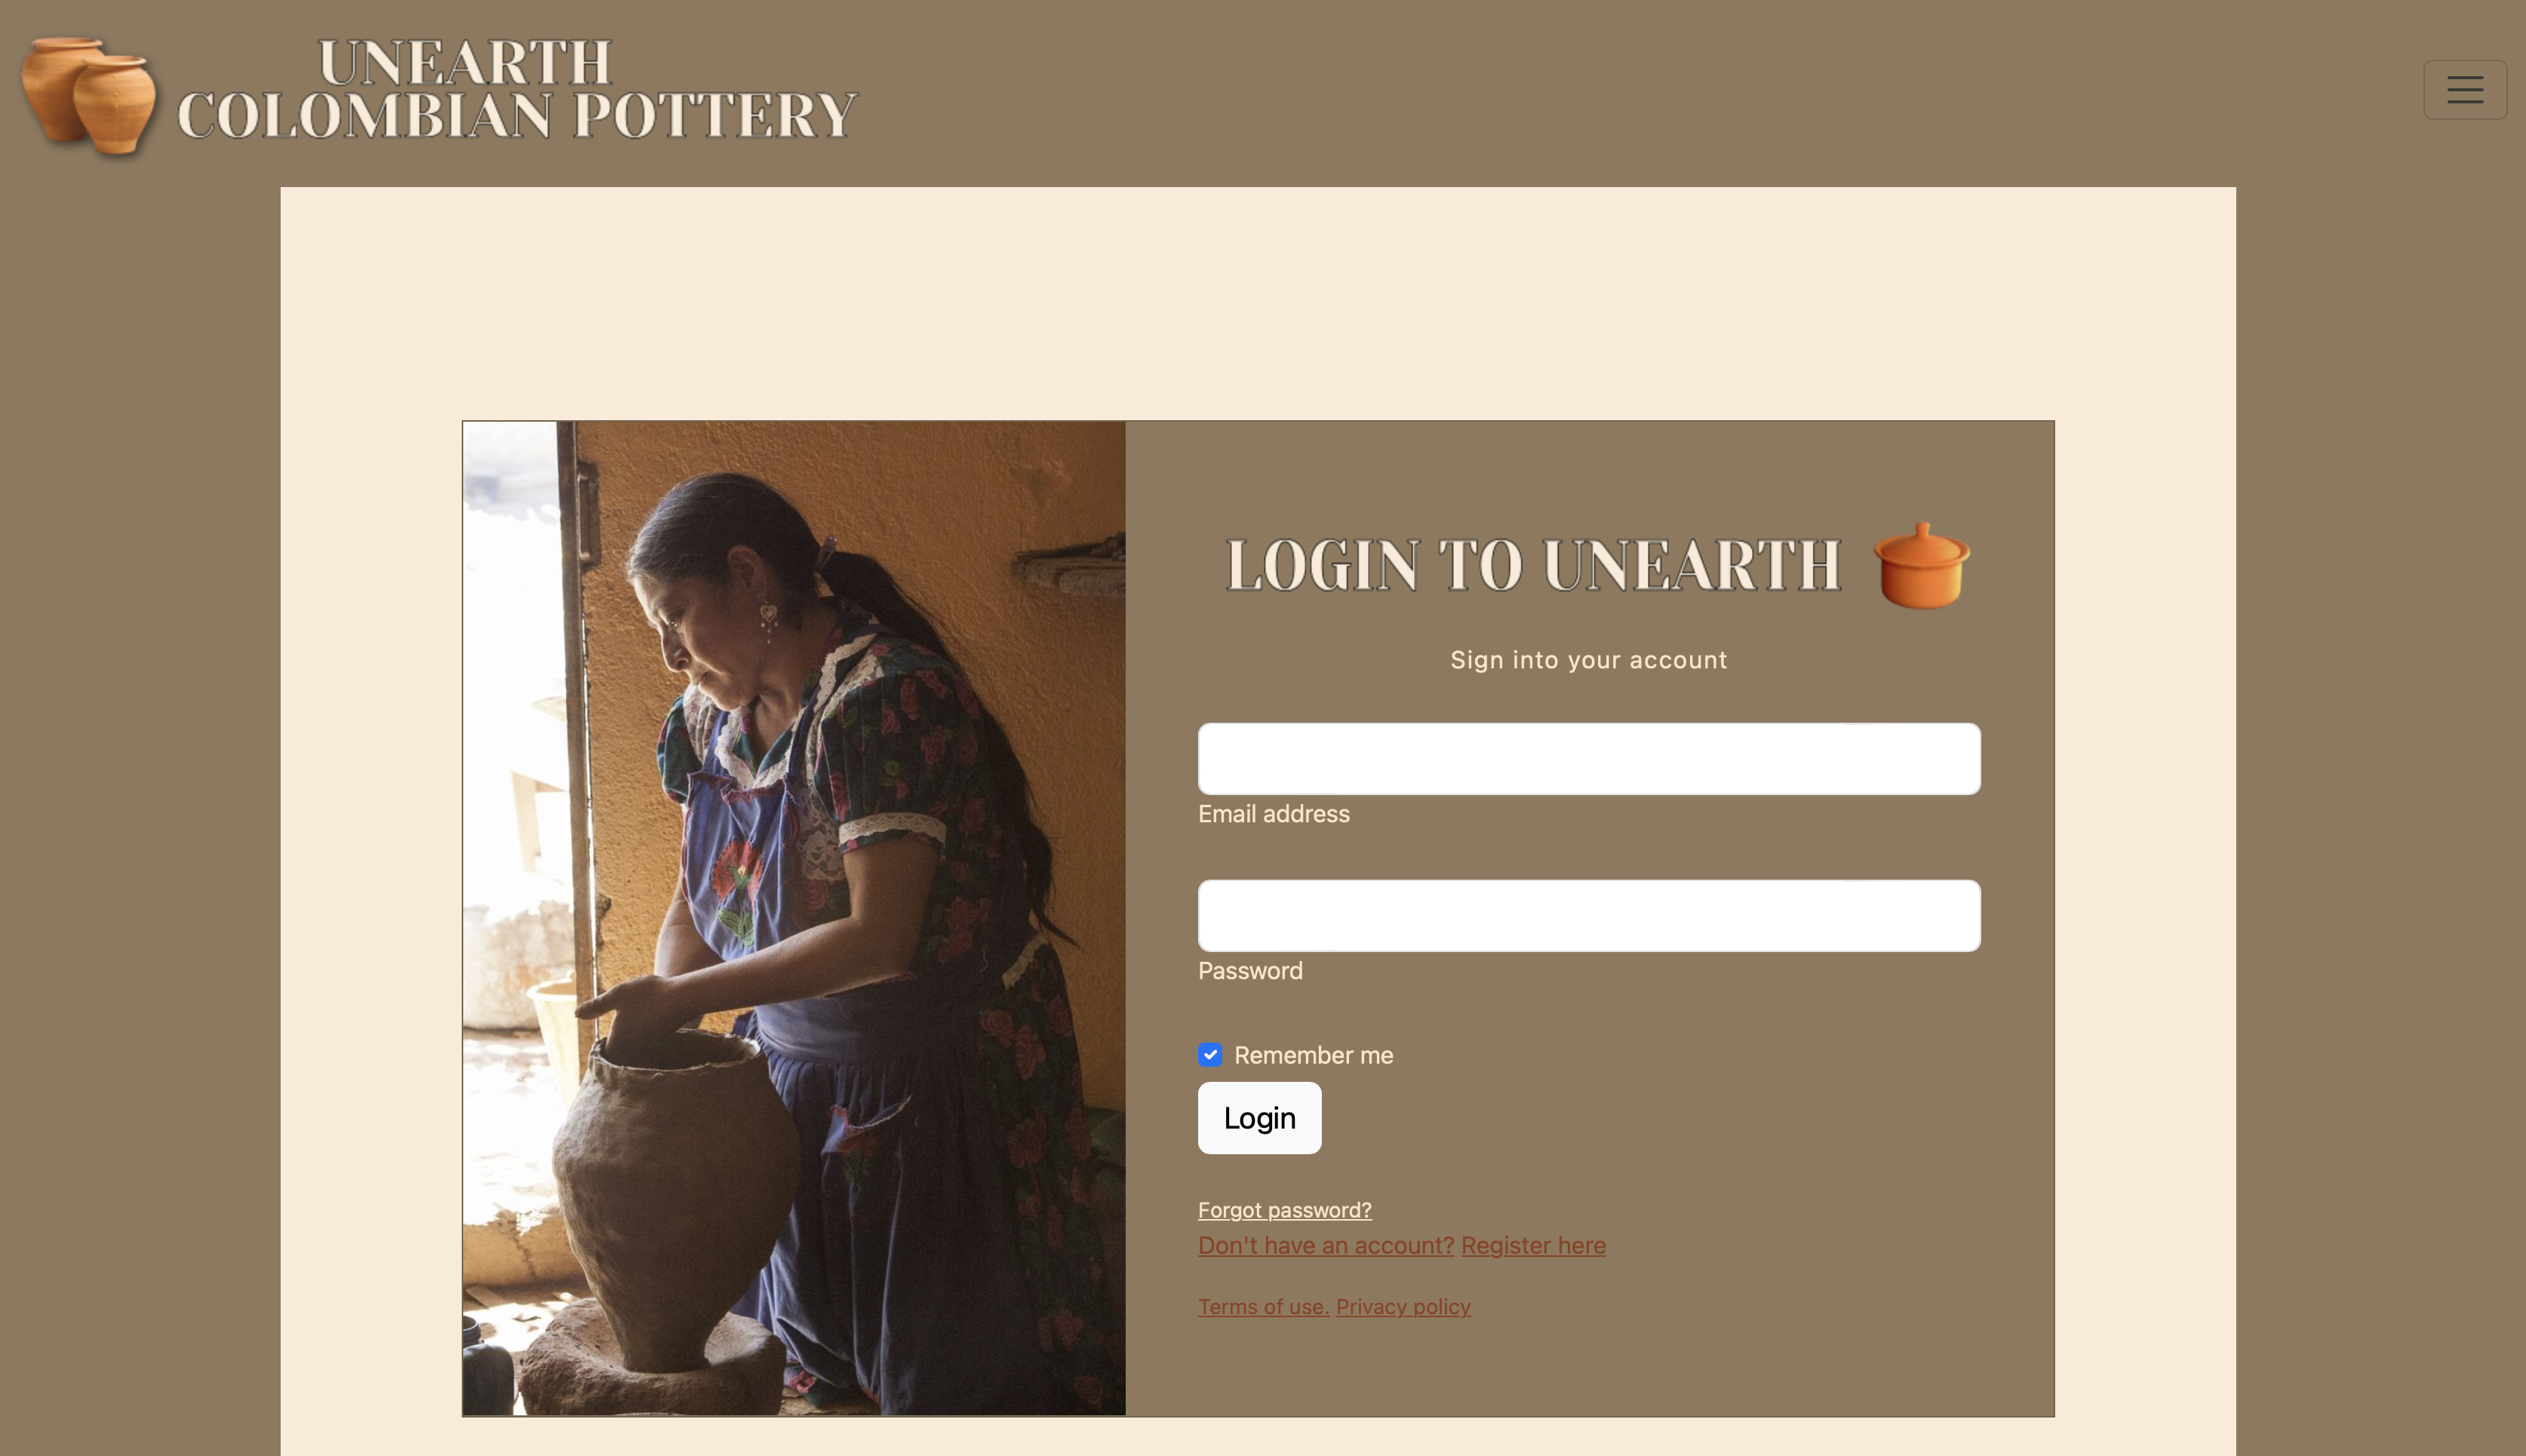 UNEARTH
COLOMBIAN POTTERY
LOGIN TO UNEARTH
Sign into your account
Email address
Password
Remember me
Login
Forgot password?
Don't have an account? Register here
Terms of use. Privacy policy